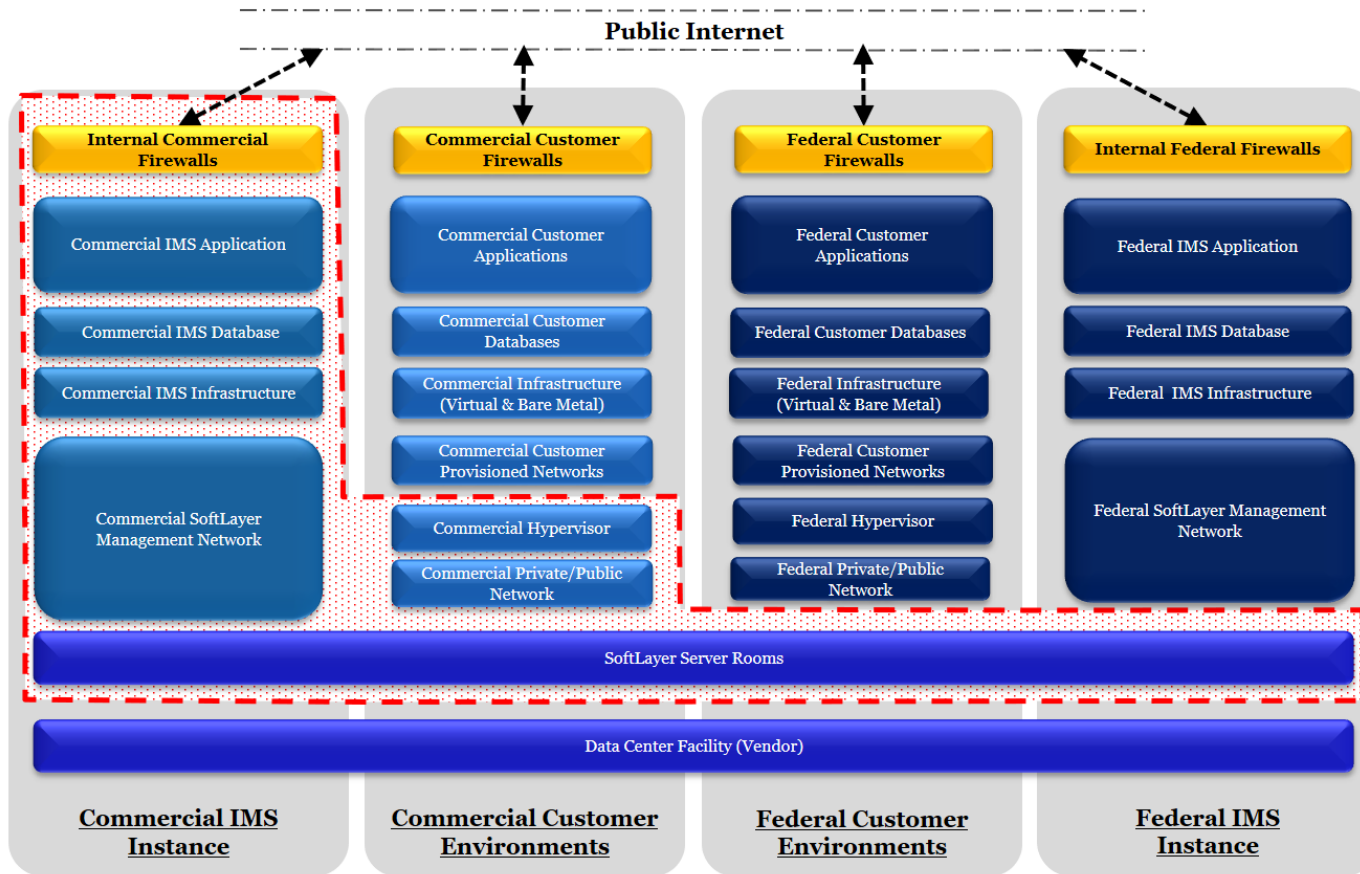 Public Internet
Internal Commercial
Firewalls
Commercial Customer
Firewalls
Federal Customer
Firewalls
Internal Federal Firewalls
Commercial IMS Application
Commercial Customer
Applications
Federal Customer
Applications
Federal IMS Application
Commercial IMS Database
Commercial Customer
Databases
Federal Customer Databases
Federal IMS Database
Commercial IMS Infrastructure
Commercial Infrastructure
(Virtual & Bare Metal)
Federal Infrastructure
(Virtual & Bare Metal)
Federal IMS Infrastructure
Commercial SoftLayer
Management Network
Commercial Customer
Provisioned Networks
Federal Customer
Provisioned Networks
Federal SoftLayer Management
Network
Commercial Hypervisor
Federal Hypervisor
Commercial Private/Public
Network
Federal Private/Public
Network
SoftLayer Server Rooms
Data Center Facility (Vendor)
Commercial IMS
Instance
Commercial Customer
Environments
Federal Customer
Environments
Federal IMS
Instance